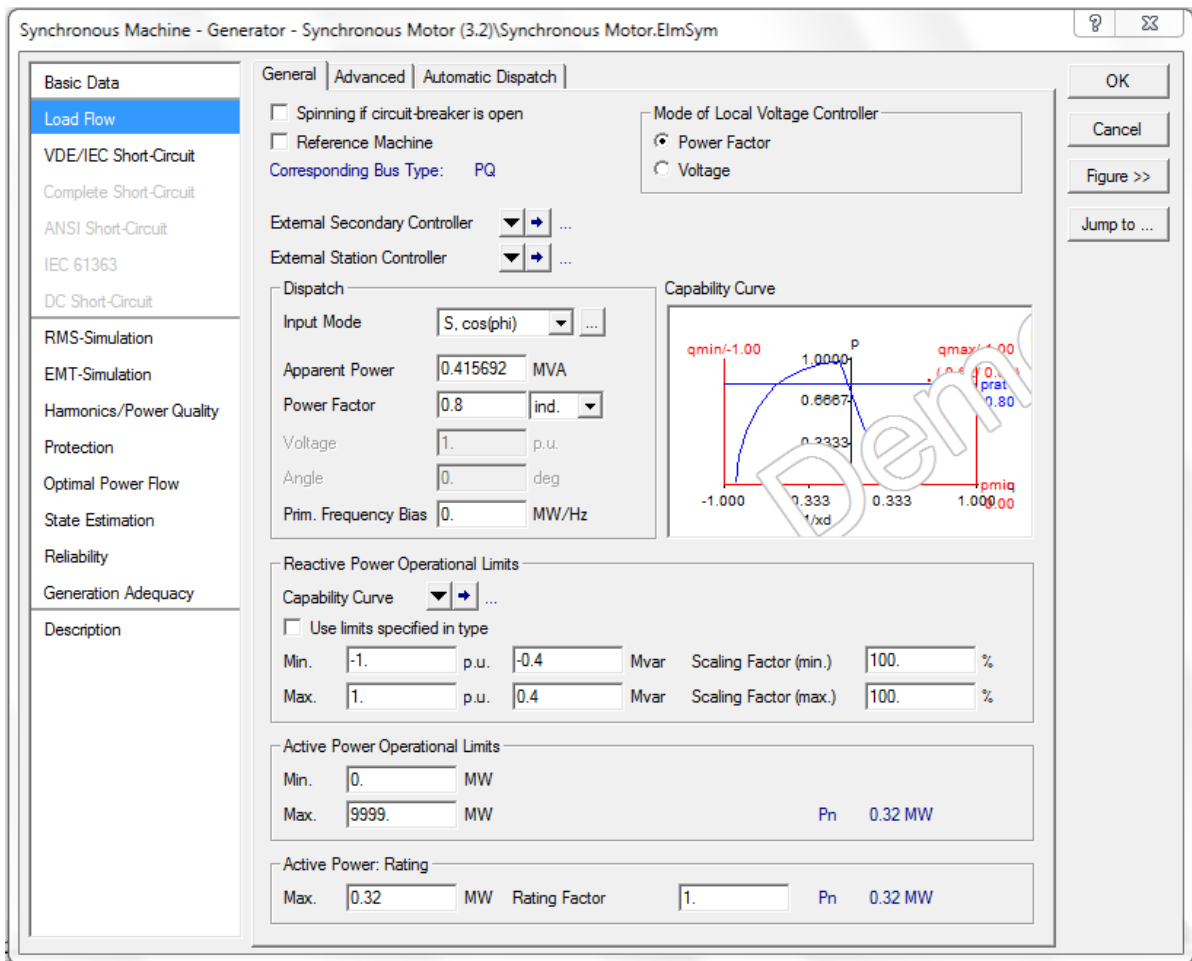 Synchronous Machine - Generator - Synchronous Motor (3.2)\Synchronous Motor.ElmSym
Basic Data
Load Flow
VDE/IEC Short-Circuit
Complete Short-Circuit
ANSI Short-Circuit
IEC 61363
DC Short-Circuit
RMS-Simulation
EMT-Simulation
Harmonics/Power Quality
Protection
Optimal Power Flow
State Estimation
Reliability
Generation Adequacy
Description
General Advanced Automatic Dispatch
Spinning if circuit-breaker is open
Reference Machine
Corresponding Bus Type: PQ
Mode of Local Voltage Controller
Power Factor
Voltage
External Secondary Controller ...
External Station Controller ...
Dispatch
Input Mode S, cos(phi) ...
Apparent Power 0.415692 MVA
Power Factor 0.8 ind.
Voltage 1. p.u.
Angle 0. deg
Prim. Frequency Bias 0. MW/Hz
Capability Curve
qmin/-1.00 p
1.0000
0.6667
0.3333
prat
0.80
pmin
0.00
-1.000 0.333 0.333 1.000
1/xd
Demo
Reactive Power Operational Limits
Capability Curve ...
Use limits specified in type
Min. -1. p.u. -0.4 Mvar Scaling Factor (min.) 100. %
Max. 1. p.u. 0.4 Mvar Scaling Factor (max.) 100. %
Active Power Operational Limits
Min. 0. MW
Max. 9999. MW Pn 0.32 MW
Active Power: Rating
Max. 0.32 MW Rating Factor 1. Pn 0.32 MW
OK
Cancel
Figure >>
Jump to ...